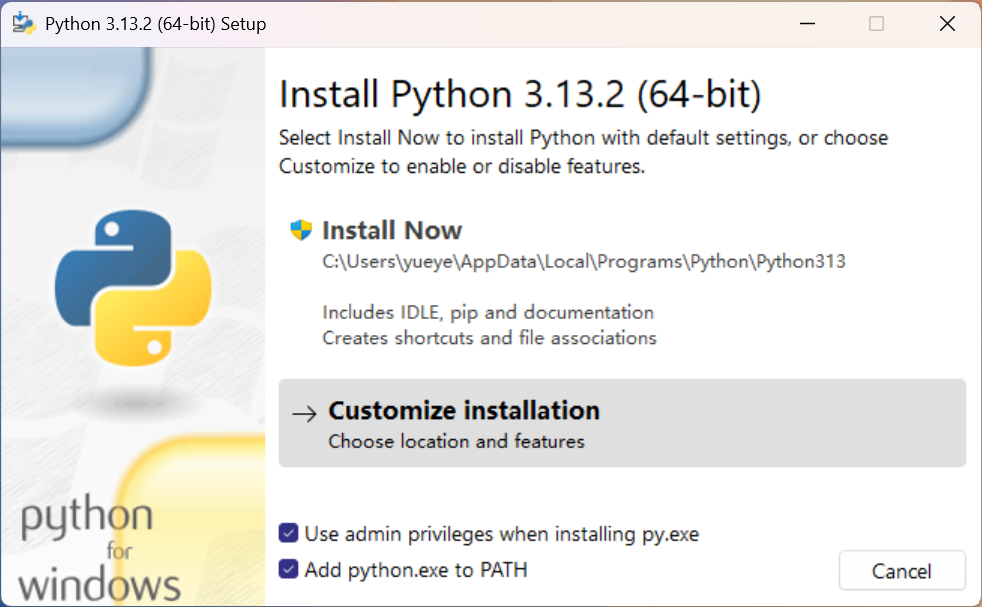 Python 3.13.2 (64-bit) Setup
Install Python 3.13.2 (64-bit)
Select Install Now to install Python with default settings, or choose
Customize to enable or disable features.
Install Now
C:\Users\yueye\AppData\Local\Programs\Python\Python313
Includes IDLE, pip and documentation
Creates shortcuts and file associations
Customize installation
Choose location and features
Use admin privileges when installing py.exe
Add python.exe to PATH
Cancel
python
for
windows